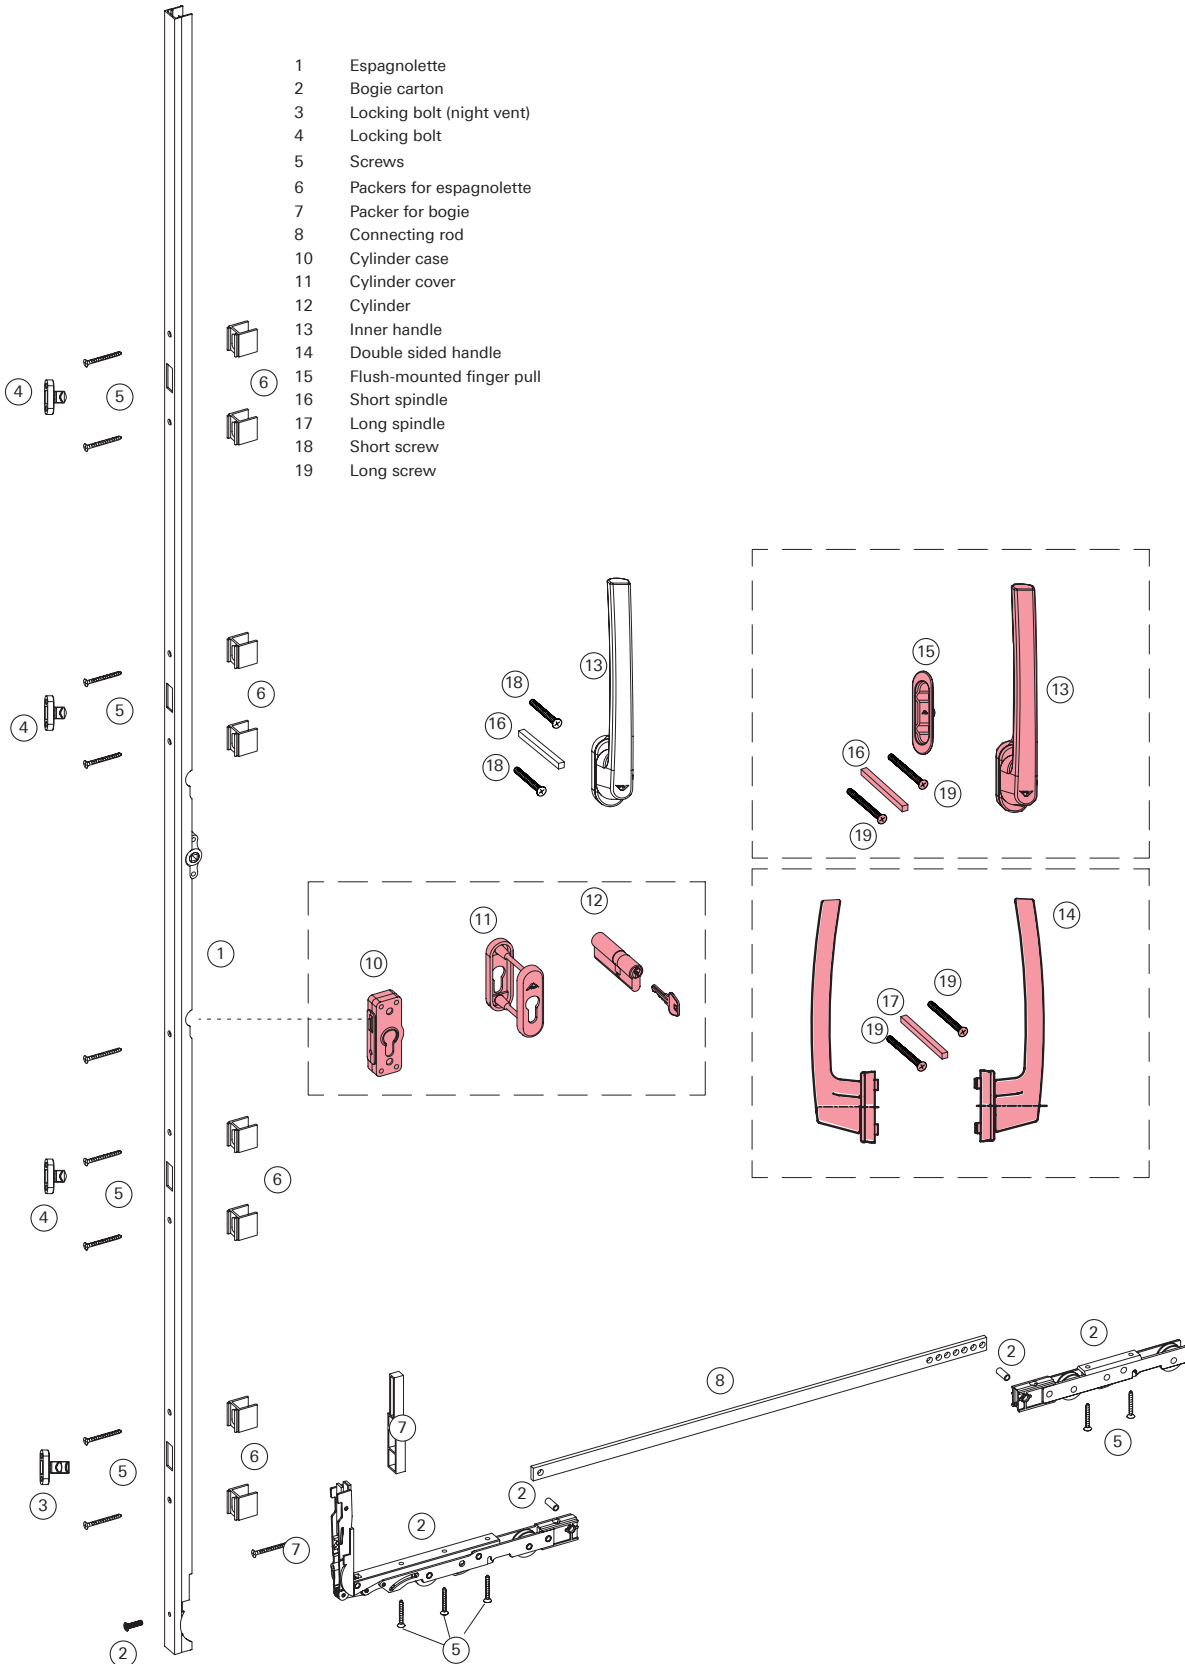 1 Espagnolette
2 Bogie carton
3 Locking bolt (night vent)
4 Locking bolt
5 Screws
6 Packers for espagnolette
7 Packer for bogie
8 Connecting rod
10 Cylinder case
11 Cylinder cover
12 Cylinder
13 Inner handle
14 Double sided handle
15 Flush-mounted finger pull
16 Short spindle
17 Long spindle
18 Short screw
19 Long screw
4
5
6
4
5
6
18
16
18
13
15
13
16
19
19
1
10
11
12
14
19
17
19
4
5
6
3
5
6
7
7
2
2
2
5
8
2
2
5